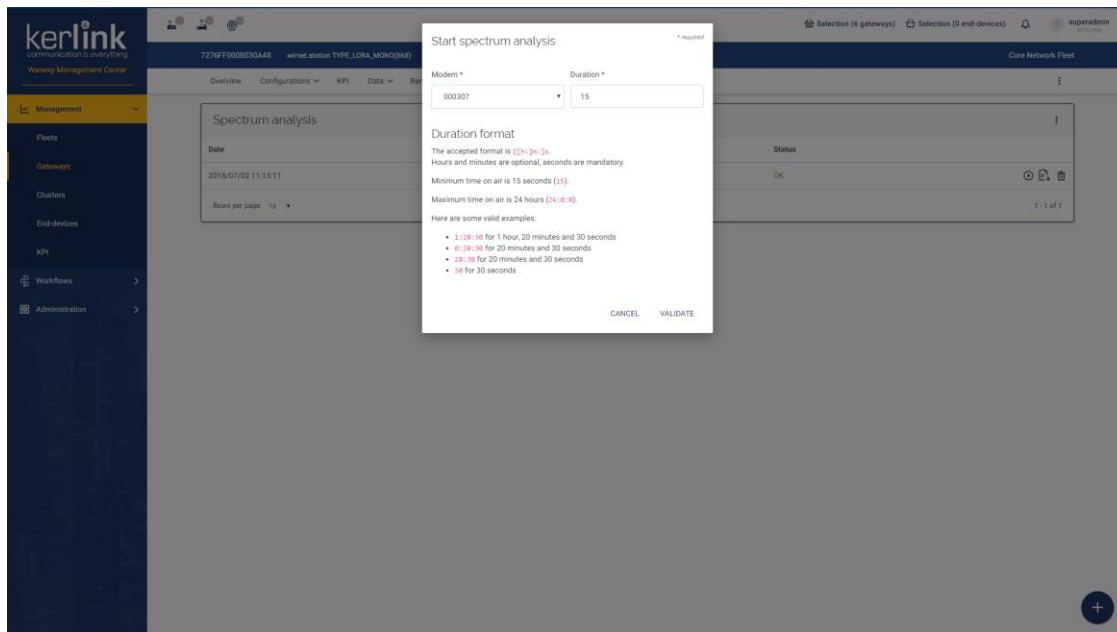 kerlink
communication is everything
Wanesy Management Center
Management
Fleets
Gateways
Clusters
End-devices
KPI
Workflows
Administration
Selection (6 gateways) Selection (0 end-devices) superadmin
7276FF000B030A48 wirnet.station TYPE_LORA_MONO(868) Core Network Fleet
Overview Configurations KPI Data
Spectrum analysis
Date Status
2018/07/02 11:15:11 OK
Rows per page: 10 1 - 1 of 1
Start spectrum analysis * required
Modem * Duration *
000307 15
Duration format
The accepted format is [[h:]m:]s.
Hours and minutes are optional, seconds are mandatory.
Minimum time on air is 15 seconds (15).
Maximum time on air is 24 hours (24:0:0).
Here are some valid examples:
• 1:20:30 for 1 hour, 20 minutes and 30 seconds
• 0:20:30 for 20 minutes and 30 seconds
• 20:30 for 20 minutes and 30 seconds
• 30 for 30 seconds
CANCEL VALIDATE